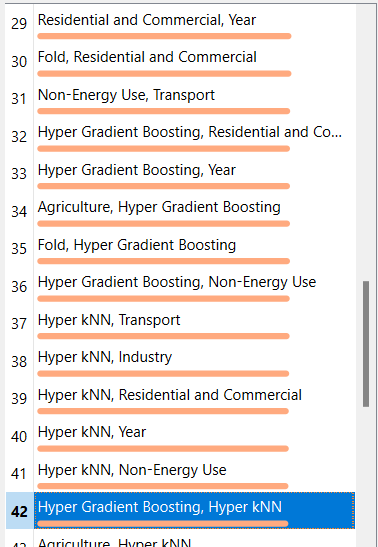 29 Residential and Commercial, Year
30 Fold, Residential and Commercial
31 Non-Energy Use, Transport
32 Hyper Gradient Boosting, Residential and Co...
33 Hyper Gradient Boosting, Year
34 Agriculture, Hyper Gradient Boosting
35 Fold, Hyper Gradient Boosting
36 Hyper Gradient Boosting, Non-Energy Use
37 Hyper kNN, Transport
38 Hyper kNN, Industry
39 Hyper kNN, Residential and Commercial
40 Hyper kNN, Year
41 Hyper kNN, Non-Energy Use
42 Hyper Gradient Boosting, Hyper kNN
Agriculture, Hyper kNN